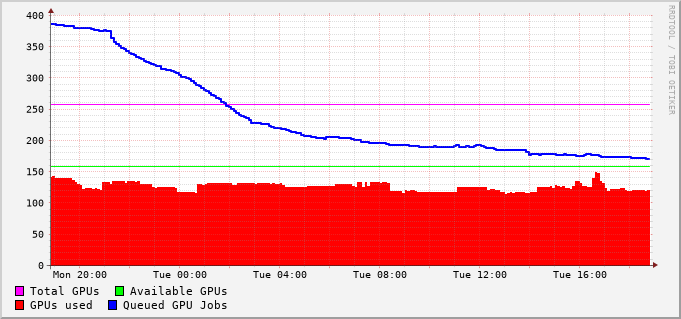 400
350
300
250
200
150
100
50
0
Mon 20:00 Tue 00:00 Tue 04:00 Tue 08:00 Tue 12:00 Tue 16:00
Total GPUs Available GPUs
GPUs used Queued GPU Jobs
RRDTOOL / TOBI OETIKER